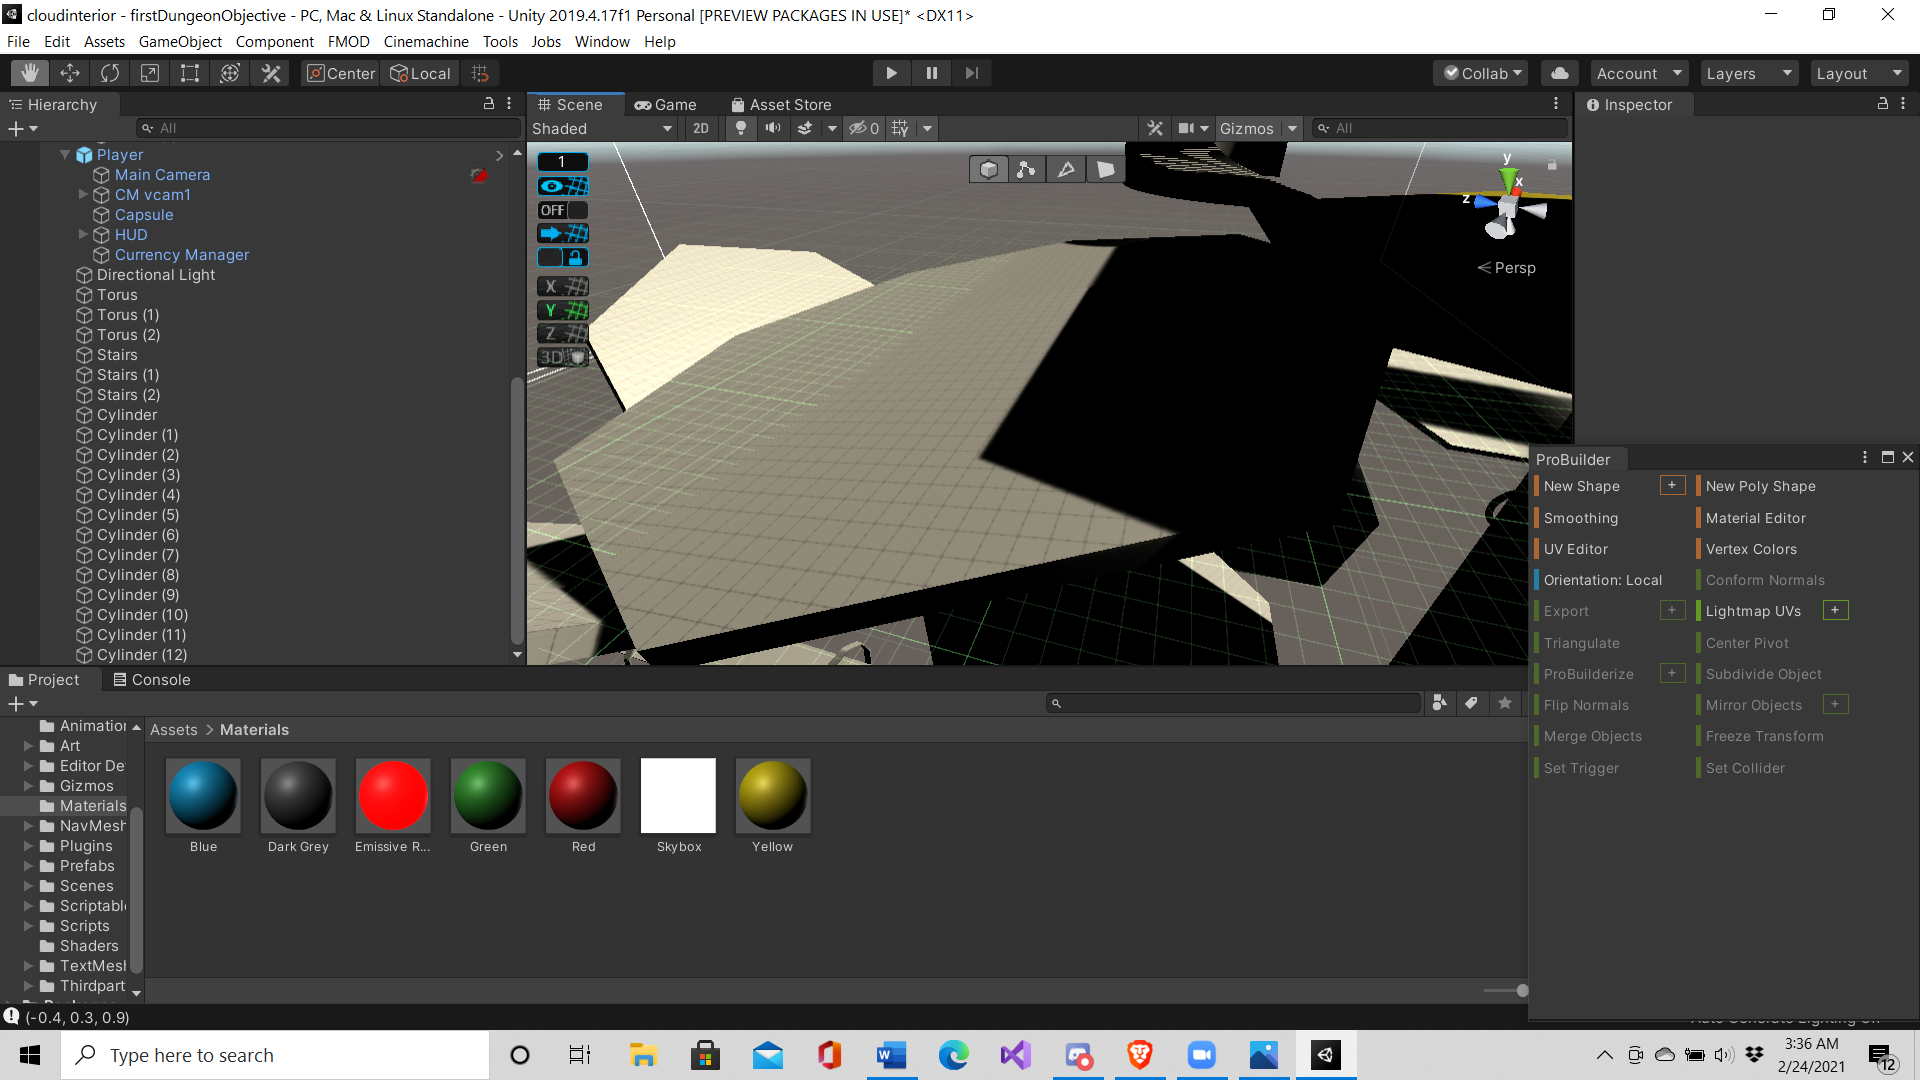 cloudinterior - firstDungeonObjective - PC, Mac & Linux Standalone - Unity 2019.4.17f1 Personal [PREVIEW PACKAGES IN USE]* <DX11>
File Edit Assets GameObject Component FMOD Cinemachine Tools Jobs Window Help
Center Local Collab Account Layers Layout
Hierarchy
All
Player
Main Camera
CM vcam1
Capsule
HUD
Currency Manager
Directional Light
Torus
Torus (1)
Torus (2)
Stairs
Stairs (1)
Stairs (2)
Cylinder
Cylinder (1)
Cylinder (2)
Cylinder (3)
Cylinder (4)
Cylinder (5)
Cylinder (6)
Cylinder (7)
Cylinder (8)
Cylinder (9)
Cylinder (10)
Cylinder (11)
Cylinder (12)
Scene Game Asset Store
Shaded 2D 0 Gizmos All
1
OFF
X
Y
Z
3D
y
x
z
Persp
Inspector
ProBuilder
New Shape + New Poly Shape
Smoothing Material Editor
UV Editor Vertex Colors
Orientation: Local Conform Normals
Export + Lightmap UVs +
Triangulate Center Pivot
ProBuilderize + Subdivide Object
Flip Normals Mirror Objects +
Merge Objects Freeze Transform
Set Trigger Set Collider
Project Console
Animation
Art
Editor De
Gizmos
Materials
NavMesh
Plugins
Prefabs
Scenes
Scriptable
Scripts
Shaders
TextMesh
Thirdpart
Assets > Materials
Blue Dark Grey Emissive R... Green Red Skybox Yellow
(-0.4, 0.3, 0.9)
Type here to search
3:36 AM
2/24/2021
12